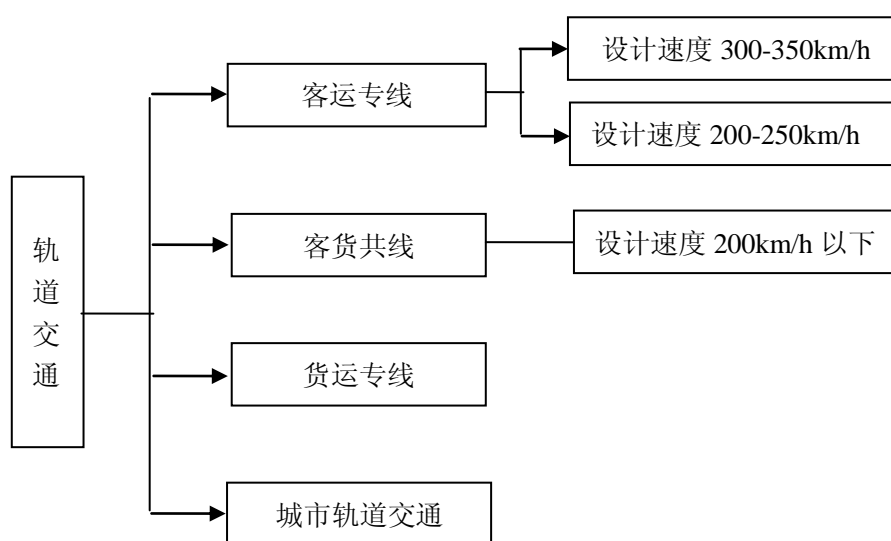 轨道交通
客运专线
设计速度 300-350km/h
设计速度 200-250km/h
客货共线
设计速度 200km/h 以下
货运专线
城市轨道交通